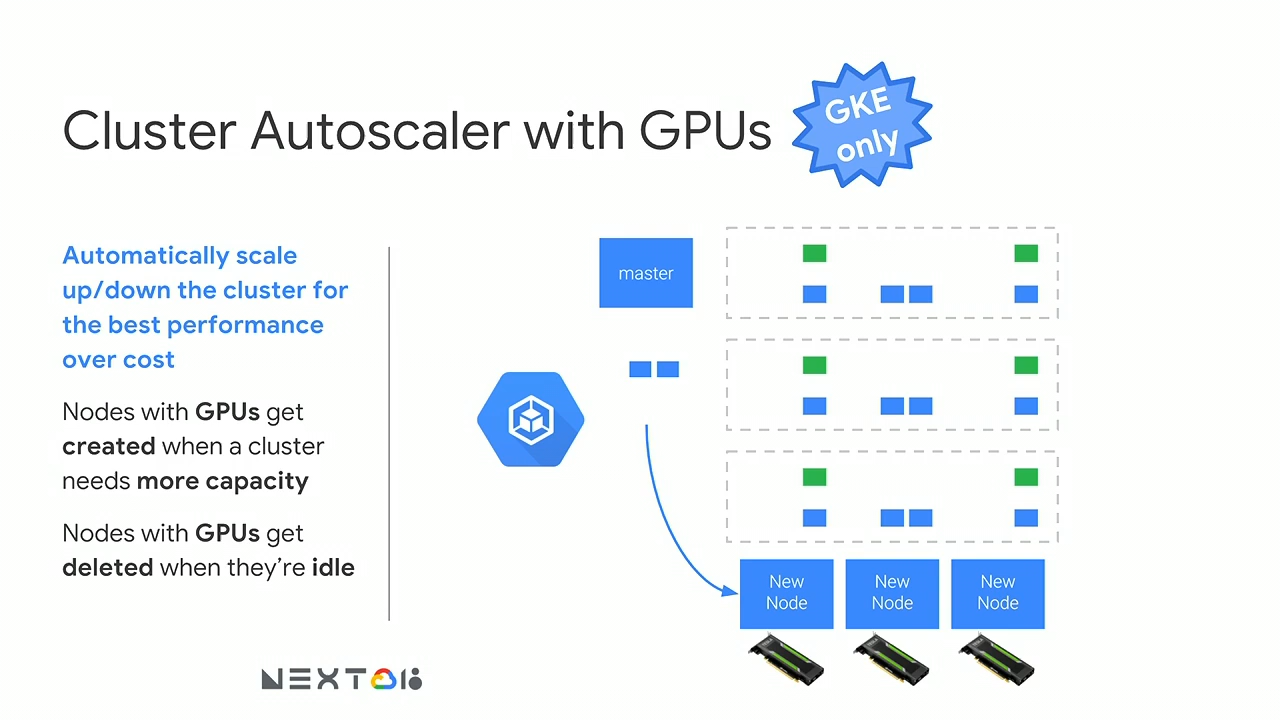 Cluster Autoscaler with GPUs
GKE
only
Automatically scale
up/down the cluster for
the best performance
over cost
Nodes with GPUs get
created when a cluster
needs more capacity
Nodes with GPUs get
deleted when they’re idle
master
New
Node
New
Node
New
Node
NEXT 18